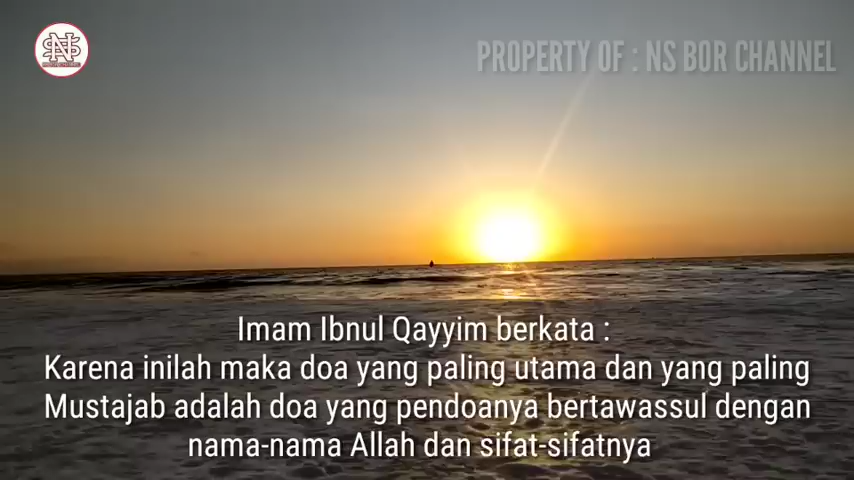 PROPERTY OF : NS BOR CHANNEL
Imam Ibnul Qayyim berkata :
Karena inilah maka doa yang paling utama dan yang paling
Mustajab adalah doa yang pendoanya bertawassul dengan
nama-nama Allah dan sifat-sifatnya